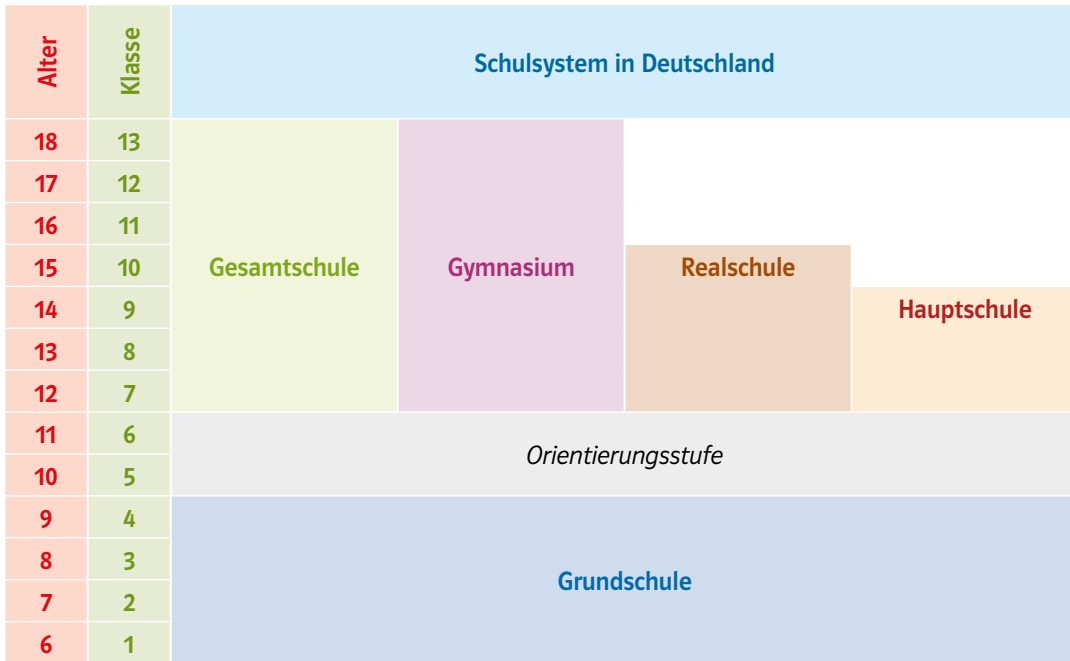 Alter Klasse Schulsystem in Deutschland
18 13
17 12
16 11
15 10 Gesamtschule Gymnasium Realschule
14 9 Hauptschule
13 8
12 7
11 6
Orientierungsstufe
10 5
9 4
8 3
Grundschule
7 2
6 1